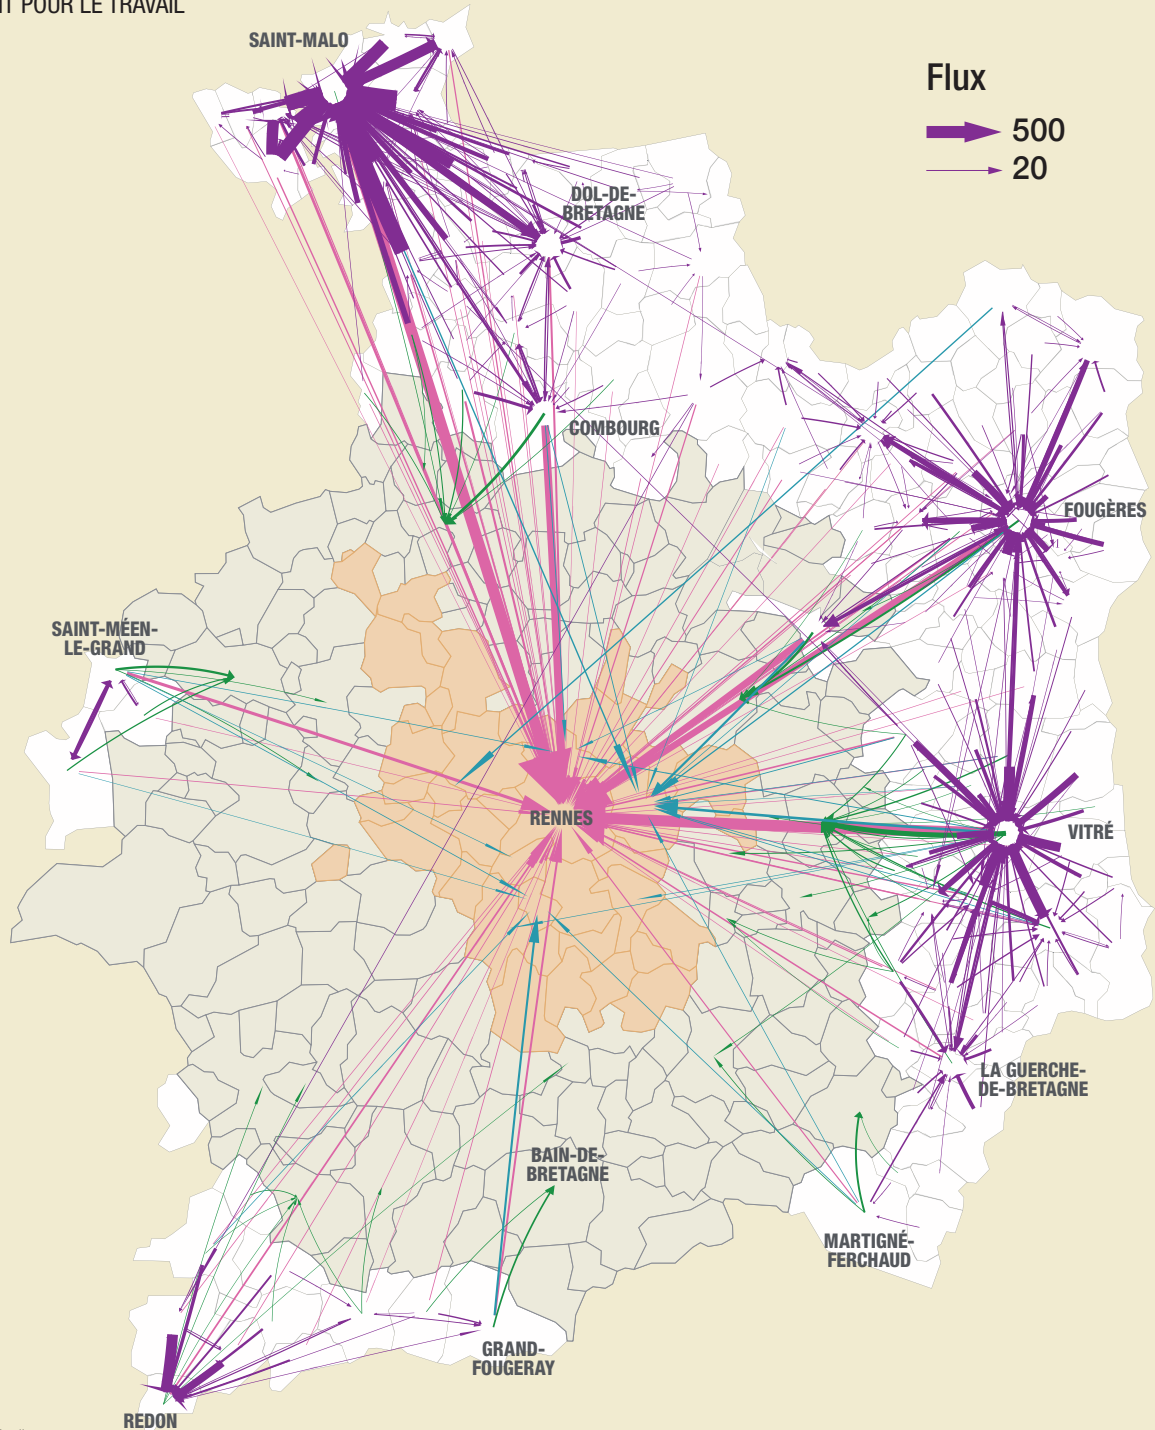 T POUR LE TRAVAIL
SAINT-MALO
Flux
500
20
DOL-DE-
BRETAGNE
COMBOURG
FOUGÈRES
SAINT-MÉEN-
LE-GRAND
RENNES
VITRÉ
LA GUERCHE-
DE-BRETAGNE
BAIN-DE-
BRETAGNE
MARTIGNÉ-
FERCHAUD
GRAND-
FOUGERAY
REDON